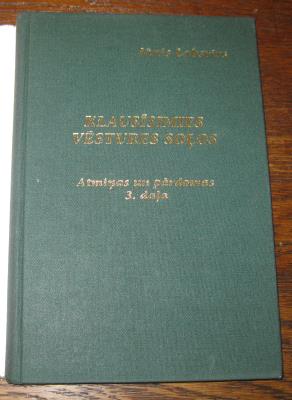 KLAUSĪSIMIES
VĒSTURES SOĻOS
Atmiņas un pārdomas
3. daļa